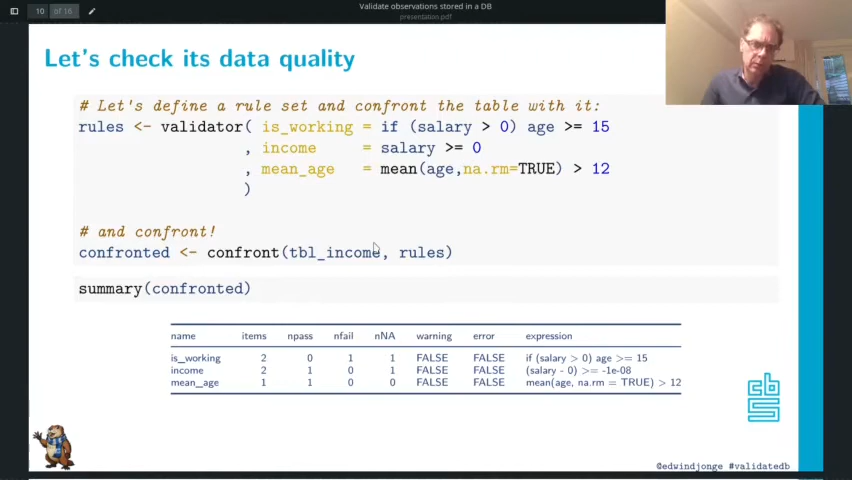 10 of 16
Validate observations stored in a DB
presentation.pdf
Let's check its data quality
# Let's define a rule set and confront the table with it:
rules <- validator( is_working = if (salary > 0) age >= 15
, income = salary >= 0
, mean_age = mean(age,na.rm=TRUE) > 12
)
# and confront!
confronted <- confront(tbl_income, rules)
summary(confronted)
name items npass nfail nNA warning error expression
is_working 2 0 1 1 FALSE FALSE if (salary > 0) age >= 15
income 2 1 0 1 FALSE FALSE (salary - 0) >= -1e-08
mean_age 1 1 0 0 FALSE FALSE mean(age, na.rm = TRUE) > 12
cbs
@edwindjonge #validatedb